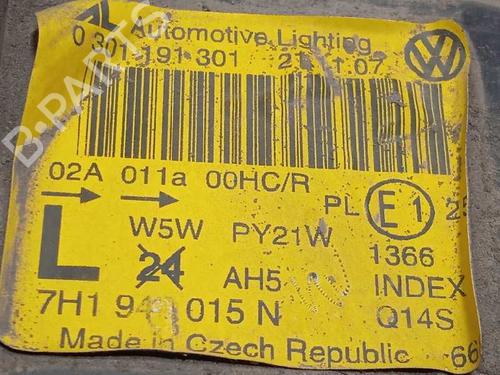 Automotive Lighting
0 301 191 301
B-PARTS
02A 011a 00HC/R
PL E1
W5W PY21W
1366
L 24 AH5 INDEX
7H1 015 N Q14S
Made in Czech Republic